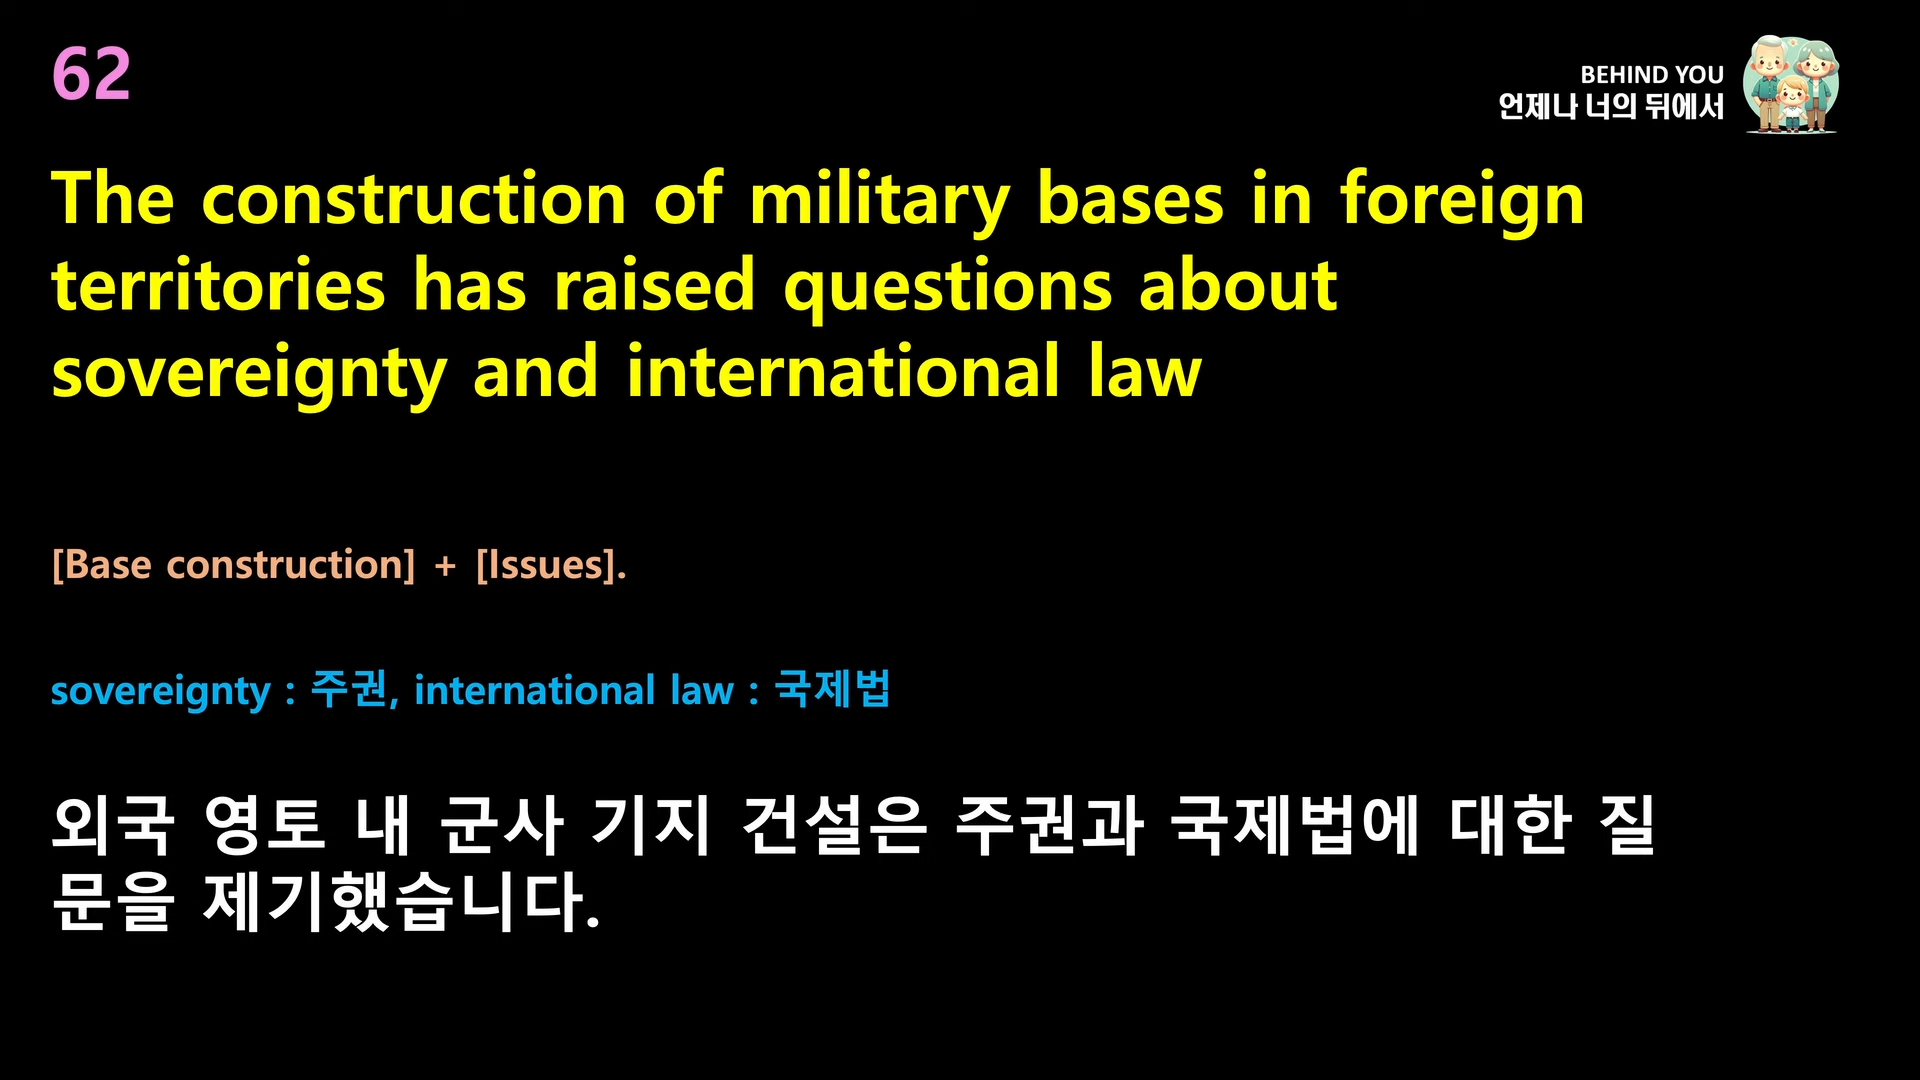 62
BEHIND YOU
언제나 너의 뒤에서
The construction of military bases in foreign
territories has raised questions about
sovereignty and international law
[Base construction] + [Issues].
sovereignty : 주권, international law : 국제법
외국 영토 내 군사 기지 건설은 주권과 국제법에 대한 질
문을 제기했습니다.